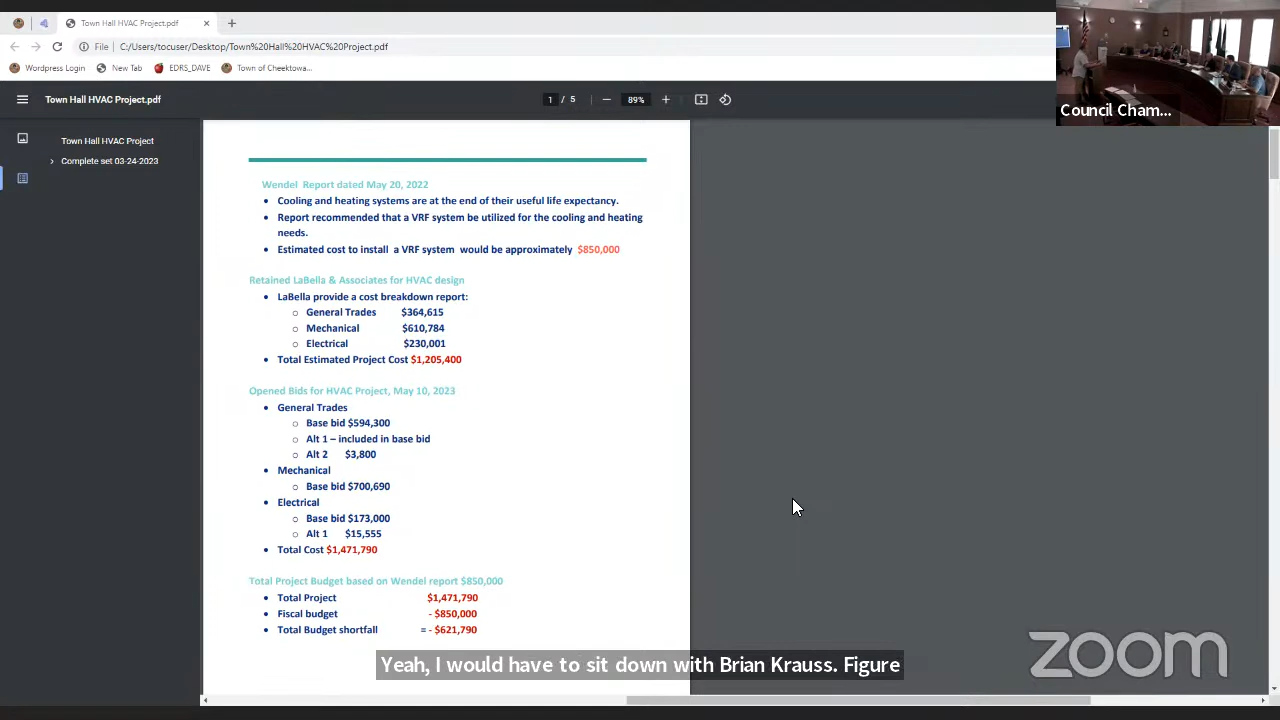 Town Hall HVAC Project.pdf
File C:/Users/tocuser/Desktop/Town%20Hall%20HVAC%20Project.pdf
Wordpress Login New Tab EDRS_DAVE Town of Cheektowa...
Town Hall HVAC Project.pdf 1 / 5 89%
Town Hall HVAC Project
Complete set 03-24-2023
Council Cham...
Wendel Report dated May 20, 2022
Cooling and heating systems are at the end of their useful life expectancy.
Report recommended that a VRF system be utilized for the cooling and heating
needs.
Estimated cost to install a VRF system would be approximately $850,000
Retained LaBella & Associates for HVAC design
LaBella provide a cost breakdown report:
General Trades $364,615
Mechanical $610,784
Electrical $230,001
Total Estimated Project Cost $1,205,400
Opened Bids for HVAC Project, May 10, 2023
General Trades
Base bid $594,300
Alt 1 – included in base bid
Alt 2 $3,800
Mechanical
Base bid $700,690
Electrical
Base bid $173,000
Alt 1 $15,555
Total Cost $1,471,790
Total Project Budget based on Wendel report $850,000
Total Project $1,471,790
Fiscal budget - $850,000
Total Budget shortfall = - $621,790
Yeah, I would have to sit down with Brian Krauss. Figure
zoom